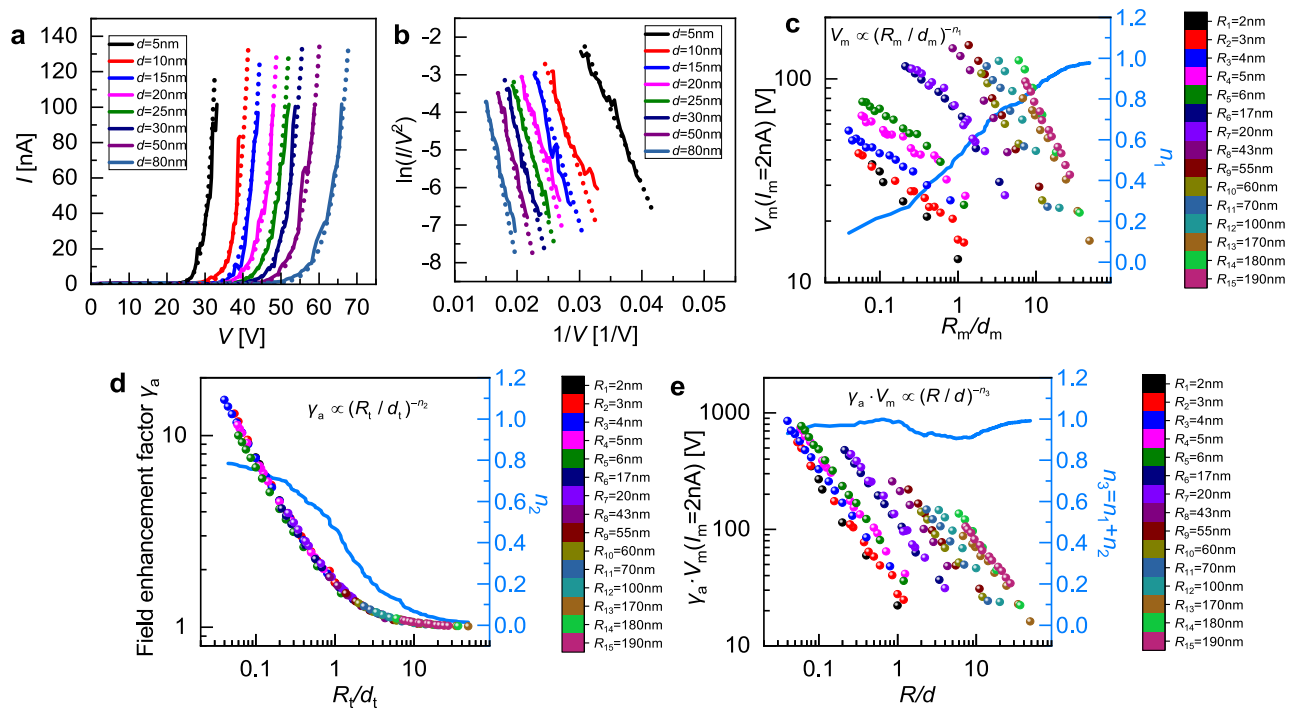 a
I [nA]
140
120
100
80
60
40
20
0
d=5nm
d=10nm
d=15nm
d=20nm
d=25nm
d=30nm
d=50nm
d=80nm
0 10 20 30 40 50 60 70
V [V]
b
ln(I/V²)
-2
-3
-4
-5
-6
-7
-8
d=5nm
d=10nm
d=15nm
d=20nm
d=25nm
d=30nm
d=50nm
d=80nm
0.01 0.02 0.03 0.04 0.05
1/V [1/V]
c
Vₘ ∝ (Rₘ / dₘ)^{-n₁}
Vₘ(Iₘ=2nA) [V]
100
10
0.1 1 10
Rₘ/dₘ
1.2
1.0
0.8
0.6
0.4
0.2
0.0
n₁
R₁=2nm
R₂=3nm
R₃=4nm
R₄=5nm
R₅=6nm
R₆=17nm
R₇=20nm
R₈=43nm
R₉=55nm
R₁₀=60nm
R₁₁=70nm
R₁₂=100nm
R₁₃=170nm
R₁₄=180nm
R₁₅=190nm
d
γₐ ∝ (Rₜ / dₜ)^{-n₂}
Field enhancement factor γₐ
10
1
0.1 1 10
Rₜ/dₜ
1.2
1.0
0.8
0.6
0.4
0.2
0.0
n₂
R₁=2nm
R₂=3nm
R₃=4nm
R₄=5nm
R₅=6nm
R₆=17nm
R₇=20nm
R₈=43nm
R₉=55nm
R₁₀=60nm
R₁₁=70nm
R₁₂=100nm
R₁₃=170nm
R₁₄=180nm
R₁₅=190nm
e
γₐ · Vₘ ∝ (R / d)^{-n₃}
γₐ · Vₘ(Iₘ=2nA) [V]
1000
100
10
0.1 1 10
R/d
1.2
1.0
0.8
0.6
0.4
0.2
0.0
n₃=n₁+n₂
R₁=2nm
R₂=3nm
R₃=4nm
R₄=5nm
R₅=6nm
R₆=17nm
R₇=20nm
R₈=43nm
R₉=55nm
R₁₀=60nm
R₁₁=70nm
R₁₂=100nm
R₁₃=170nm
R₁₄=180nm
R₁₅=190nm